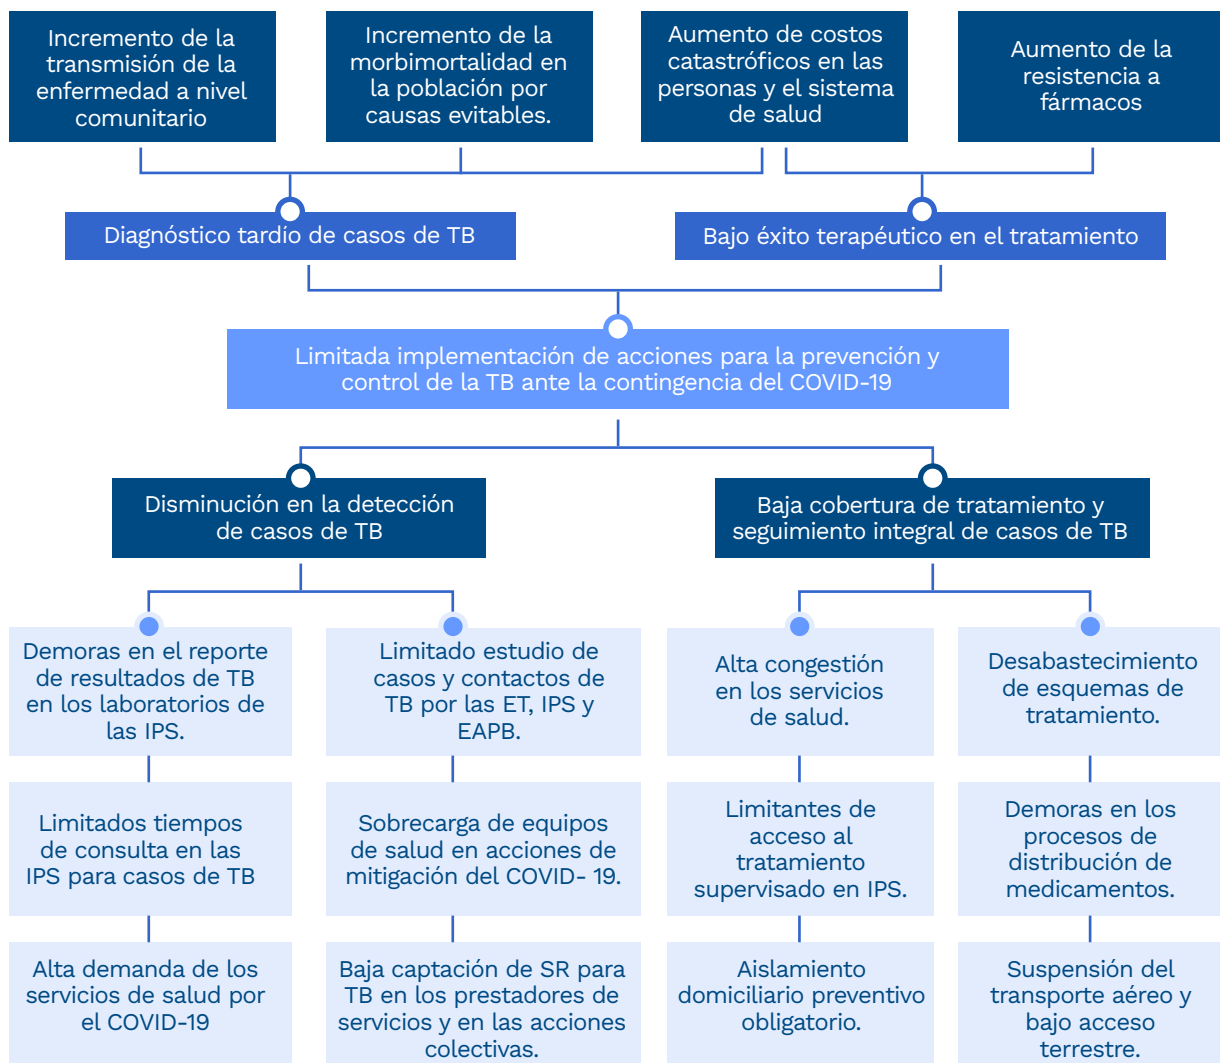 Incremento de la
transmisión de la
enfermedad a nivel
comunitario
Incremento de la
morbimortalidad en
la población por
causas evitables.
Aumento de costos
catastróficos en las
personas y el sistema
de salud
Aumento de la
resistencia a
fármacos
Diagnóstico tardío de casos de TB
Bajo éxito terapéutico en el tratamiento
Limitada implementación de acciones para la prevención y
control de la TB ante la contingencia del COVID-19
Disminución en la detección
de casos de TB
Baja cobertura de tratamiento y
seguimiento integral de casos de TB
Demoras en el reporte
de resultados de TB
en los laboratorios de
las IPS.
Limitado estudio de
casos y contactos de
TB por las ET, IPS y
EAPB.
Alta congestión
en los servicios
de salud.
Desabastecimiento
de esquemas de
tratamiento.
Limitados tiempos
de consulta en las
IPS para casos de TB
Sobrecarga de equipos
de salud en acciones de
mitigación del COVID- 19.
Limitantes de
acceso al
tratamiento
supervisado en IPS.
Demoras en los
procesos de
distribución de
medicamentos.
Alta demanda de los
servicios de salud por
el COVID-19
Baja captación de SR para
TB en los prestadores de
servicios y en las acciones
colectivas.
Aislamiento
domiciliario preventivo
obligatorio.
Suspensión del
transporte aéreo y
bajo acceso
terrestre.